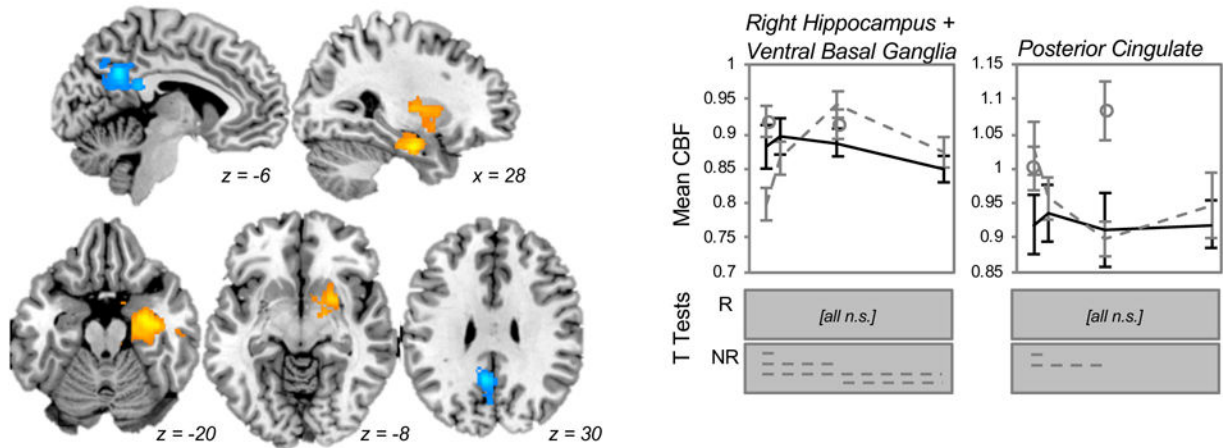 z = -6
x = 28
z = -20
z = -8
z = 30
Right Hippocampus +
Ventral Basal Ganglia
Mean CBF
1
0.95
0.9
0.85
0.8
0.75
0.7
Posterior Cingulate
1.15
1.1
1.05
1
0.95
0.9
0.85
T Tests
R
[all n.s.]
[all n.s.]
NR